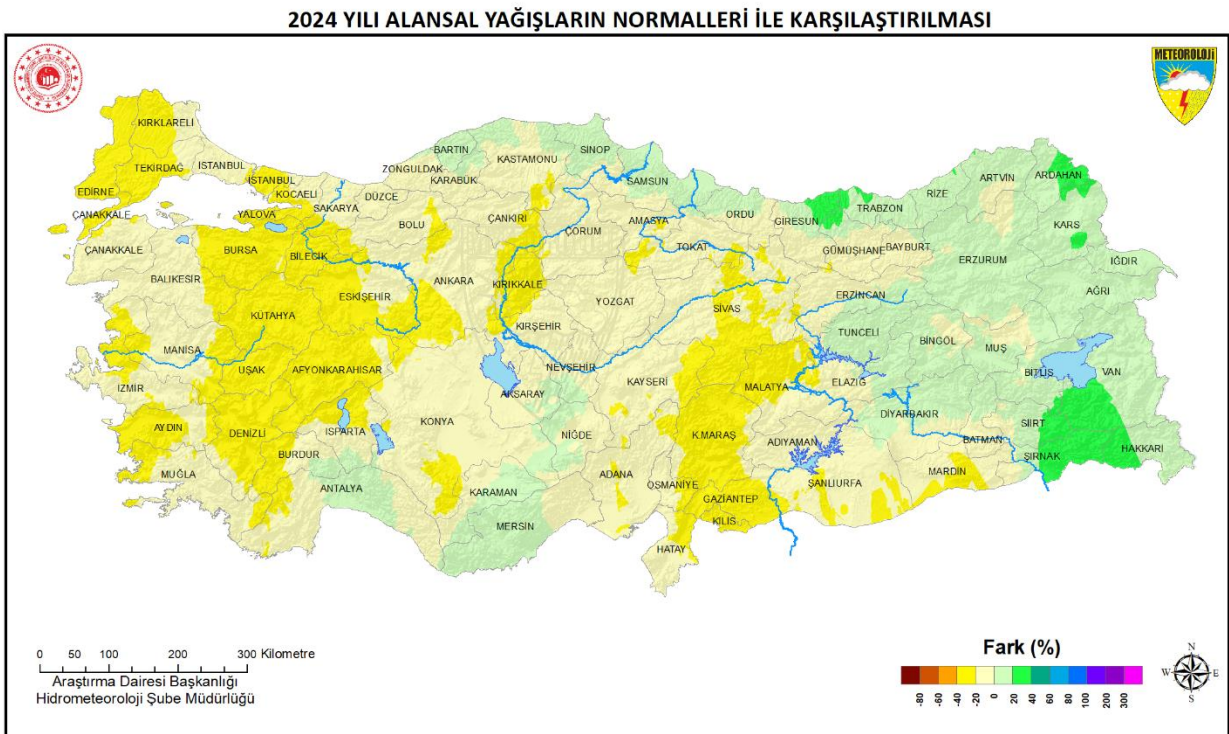 2024 YILI ALANSAL YAĞIŞLARIN NORMALLERİ İLE KARŞILAŞTIRILMASI
METEOROLOJİ
KIRKLARELİ
TEKİRDAĞ
İSTANBUL
EDİRNE
İSTANBUL
KOCAELİ
ÇANAKKALE
YALOVA
SAKARYA
DÜZCE
ZONGULDAK
BARTIN
KARABÜK
KASTAMONU
SİNOP
SAMSUN
ORDU
GİRESUN
TRABZON
RİZE
ARTVİN
ARDAHAN
KARS
ÇANAKKALE
BURSA
BİLECİK
BOLU
ÇANKIRI
ÇORUM
AMASYA
TOKAT
GÜMÜŞHANE
BAYBURT
ERZURUM
IĞDIR
AĞRI
BALIKESİR
KÜTAHYA
ESKİŞEHİR
ANKARA
KIRIKKALE
YOZGAT
SİVAS
ERZİNCAN
TUNCELİ
BİNGÖL
MUŞ
BİTLİS
VAN
MANİSA
UŞAK
AFYONKARAHİSAR
KIRŞEHİR
NEVŞEHİR
AKSARAY
KAYSERİ
MALATYA
ELAZIĞ
DİYARBAKIR
İZMİR
AYDIN
DENİZLİ
ISPARTA
BURDUR
KONYA
NİĞDE
K.MARAŞ
ADIYAMAN
BATMAN
SİİRT
ŞIRNAK
HAKKARİ
MUĞLA
ANTALYA
KARAMAN
MERSİN
ADANA
OSMANİYE
GAZİANTEP
KİLİS
HATAY
ŞANLIURFA
MARDİN
0 50 100 200 300 Kilometre
Araştırma Dairesi Başkanlığı
Hidrometeoroloji Şube Müdürlüğü
Fark (%)
-80 -60 -40 -20 0 20 40 60 80 100 200 300
N
W E
S